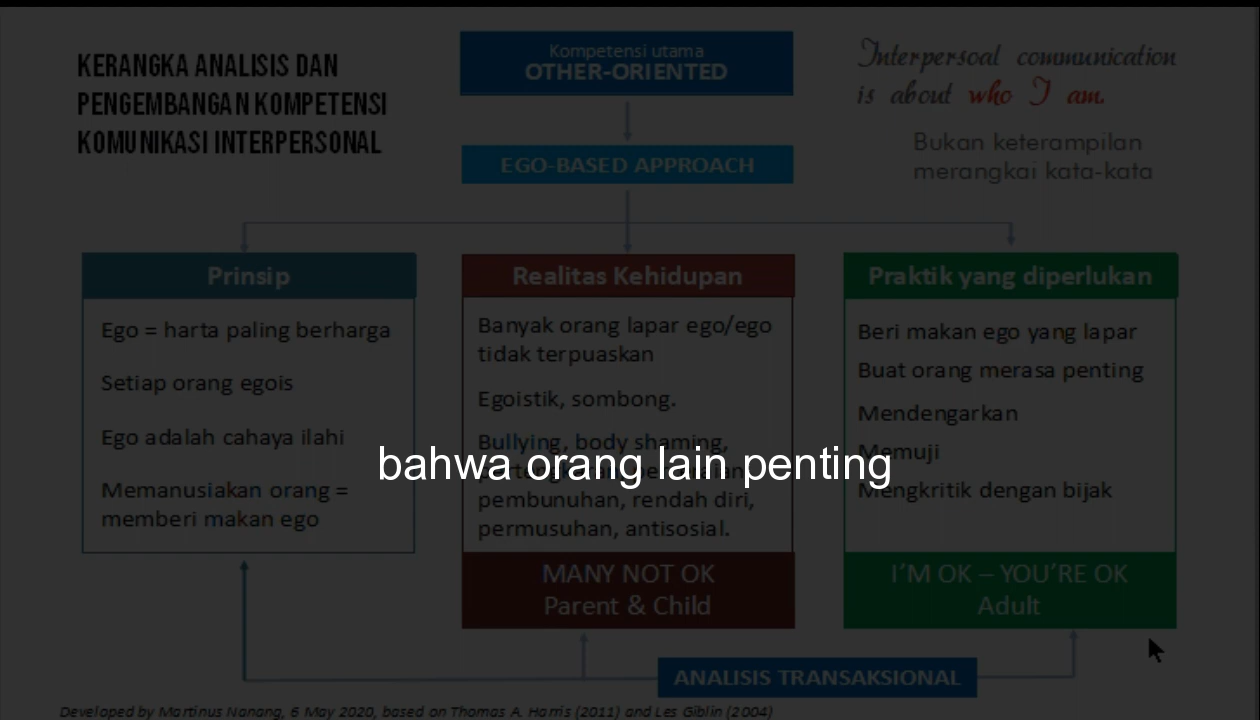 KERANGKA ANALISIS DAN
PENGEMBANGAN KOMPETENSI
KOMUNIKASI INTERPERSONAL
Kompetensi utama
OTHER-ORIENTED
Interpersoal communication
is about who I am.
Bukan keterampilan
merangkai kata-kata
EGO-BASED APPROACH
Prinsip
Ego = harta paling berharga
Setiap orang egois
Ego adalah cahaya ilahi
Memanusiakan orang =
memberi makan ego
Realitas Kehidupan
Banyak orang lapar ego/ego
tidak terpuaskan
Egoistik, sombong.
Bullying, body shaming,
pembunuhan, rendah diri,
permusuhan, antisosial.
MANY NOT OK
Parent & Child
Praktik yang diperlukan
Beri makan ego yang lapar
Buat orang merasa penting
Mendengarkan
Memuji
Mengkritik dengan bijak
I'M OK – YOU'RE OK
Adult
bahwa orang lain penting
ANALISIS TRANSAKSIONAL
Developed by Martinus Nanang, 6 May 2020, based on Thomas A. Harris (2011) and Les Giblin (2004)